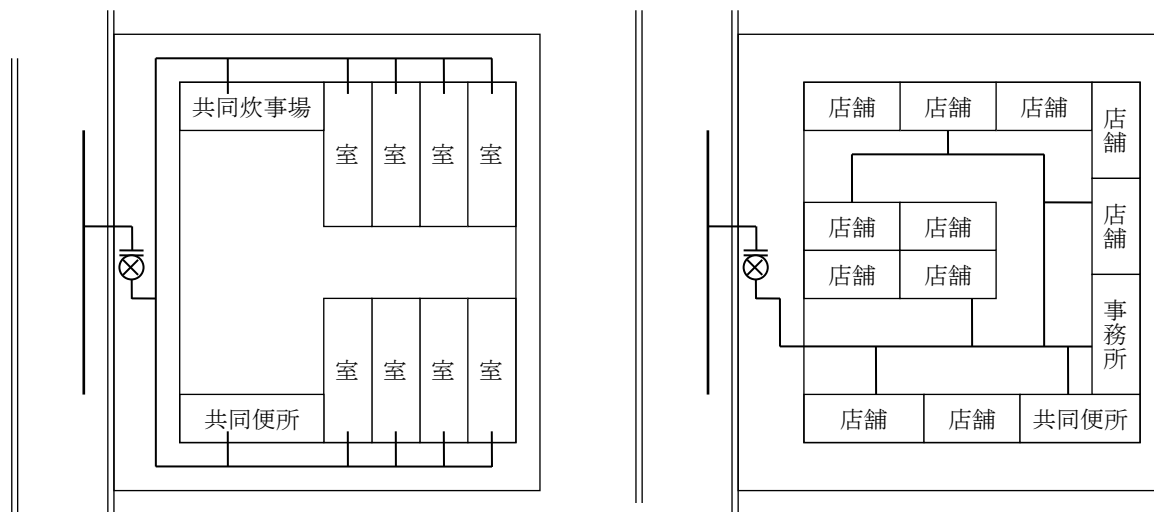 共同炊事場
室 室 室 室
室 室 室 室
共同便所
店舗 店舗 店舗
店舗
店舗
店舗 店舗
店舗 店舗
事務所
店舗 店舗 共同便所